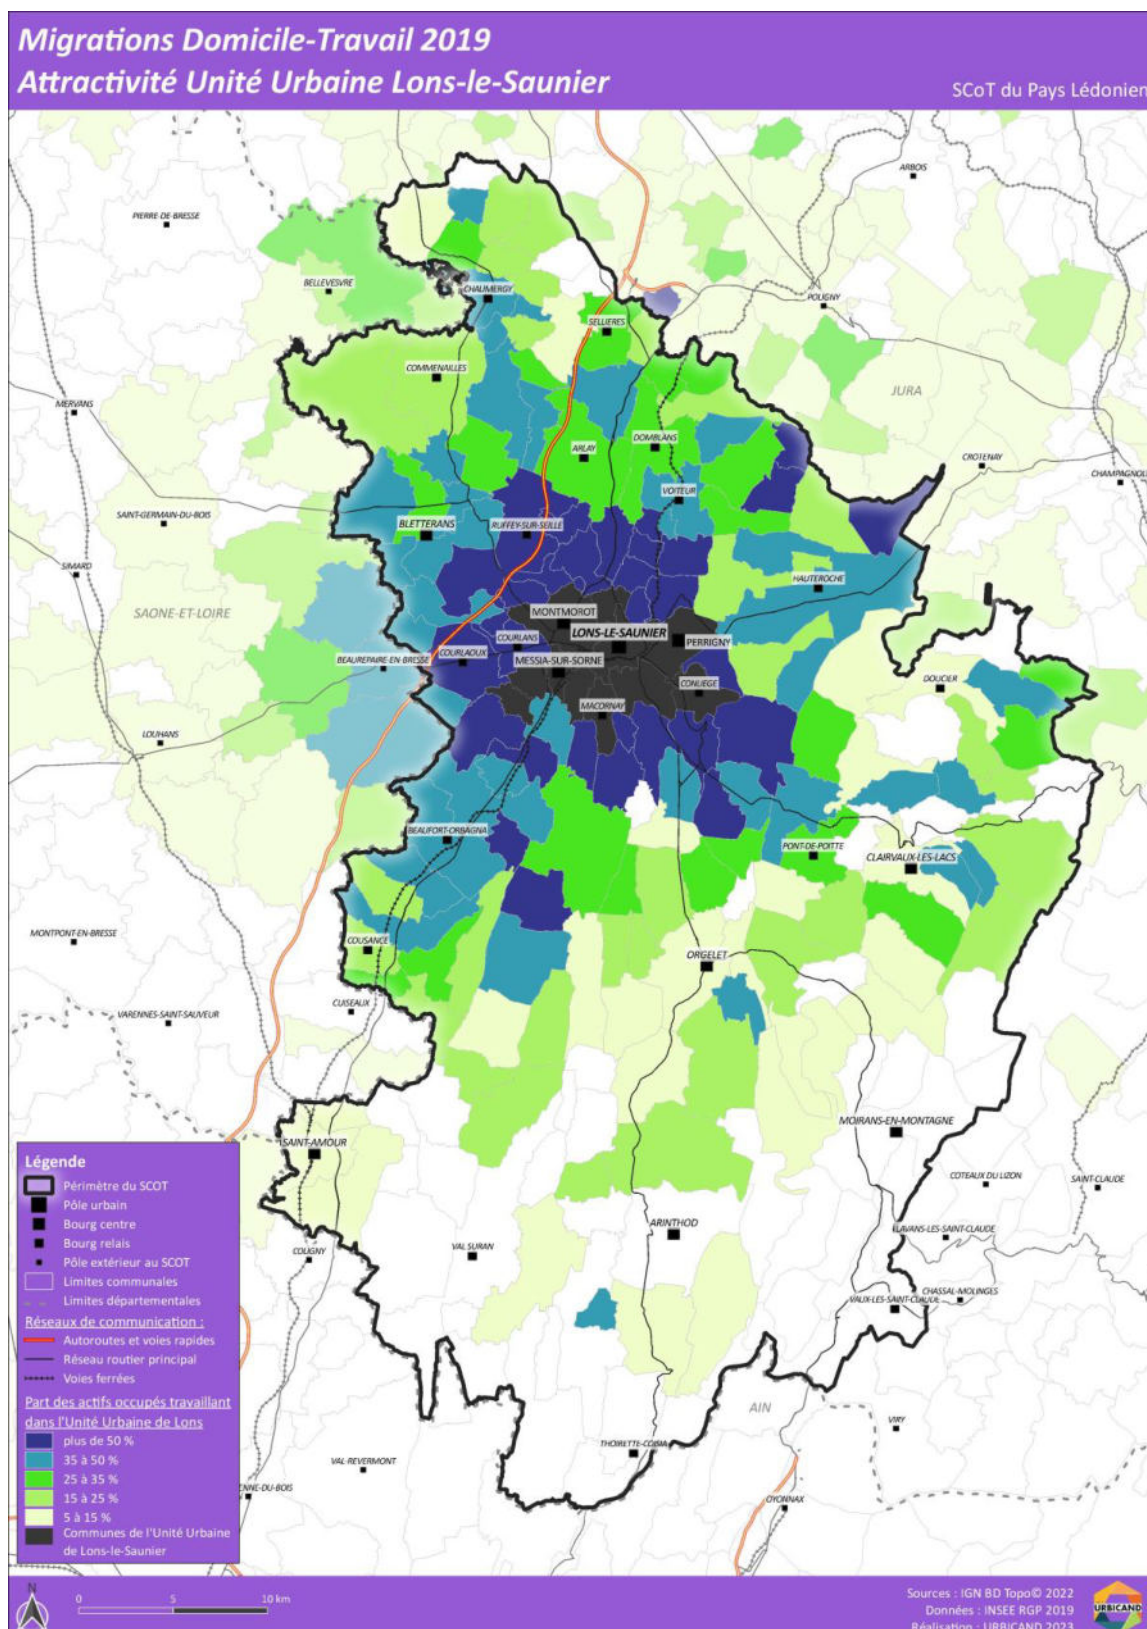 Migrations Domicile-Travail 2019
Attractivité Unité Urbaine Lons-le-Saunier
SCoT du Pays Lédonien
ARBOIS
PIERRE-DE-BRESSE
BELLEVESVRE
CHAUMERGY
POLIGNY
SELLIERES
COMMENAILLES
JURA
MERVANS
ARLAY
DOMBLANS
CROTENAY
CHAMPAGNOLE
VOITEUR
SAINT-GERMAIN-DU-BOIS
BLETTERANS
RUFFEY-SUR-SEILLE
SIMARD
HAUTEROCHE
SAONE-ET-LOIRE
MONTMOROT
LONS-LE-SAUNIER
PERRIGNY
COURLANS
COURLAOUX
MESSIA-SUR-SORNE
BEAUREPAIRE-EN-BRESSE
CONLIEGE
DOUCIER
MACORNAY
LOUHANS
BEAUFORT-ORBAGNA
PONT-DE-POITTE
CLAIRVAUX-LES-LACS
MONTPONT-EN-BRESSE
COUSANCE
ORGELET
CUISEAUX
VARENNES-SAINT-SAUVEUR
MOIRANS-EN-MONTAGNE
SAINT-AMOUR
COTEAUX DU LIZON
SAINT-CLAUDE
ARINTHOD
LAVANS-LES-SAINT-CLAUDE
VAL SURAN
COLIGNY
CHASSAL-MOLINGES
VAUX-LES-SAINT-CLAUDE
AIN
VIRY
THOIRETTE-COISIA
VAL-REVERMONT
ENNE-DU-BOIS
OYONNAX
Légende
Périmètre du SCOT
Pôle urbain
Bourg centre
Bourg relais
Pôle extérieur au SCOT
Limites communales
Limites départementales
Réseaux de communication :
Autoroutes et voies rapides
Réseau routier principal
Voies ferrées
Part des actifs occupés travaillant
dans l'Unité Urbaine de Lons
plus de 50 %
35 à 50 %
25 à 35 %
15 à 25 %
5 à 15 %
Communes de l'Unité Urbaine
de Lons-le-Saunier
N
0 5 10 km
Sources : IGN BD Topo© 2022
Données : INSEE RGP 2019
Réalisation : URBICAND 2023
URBICAND